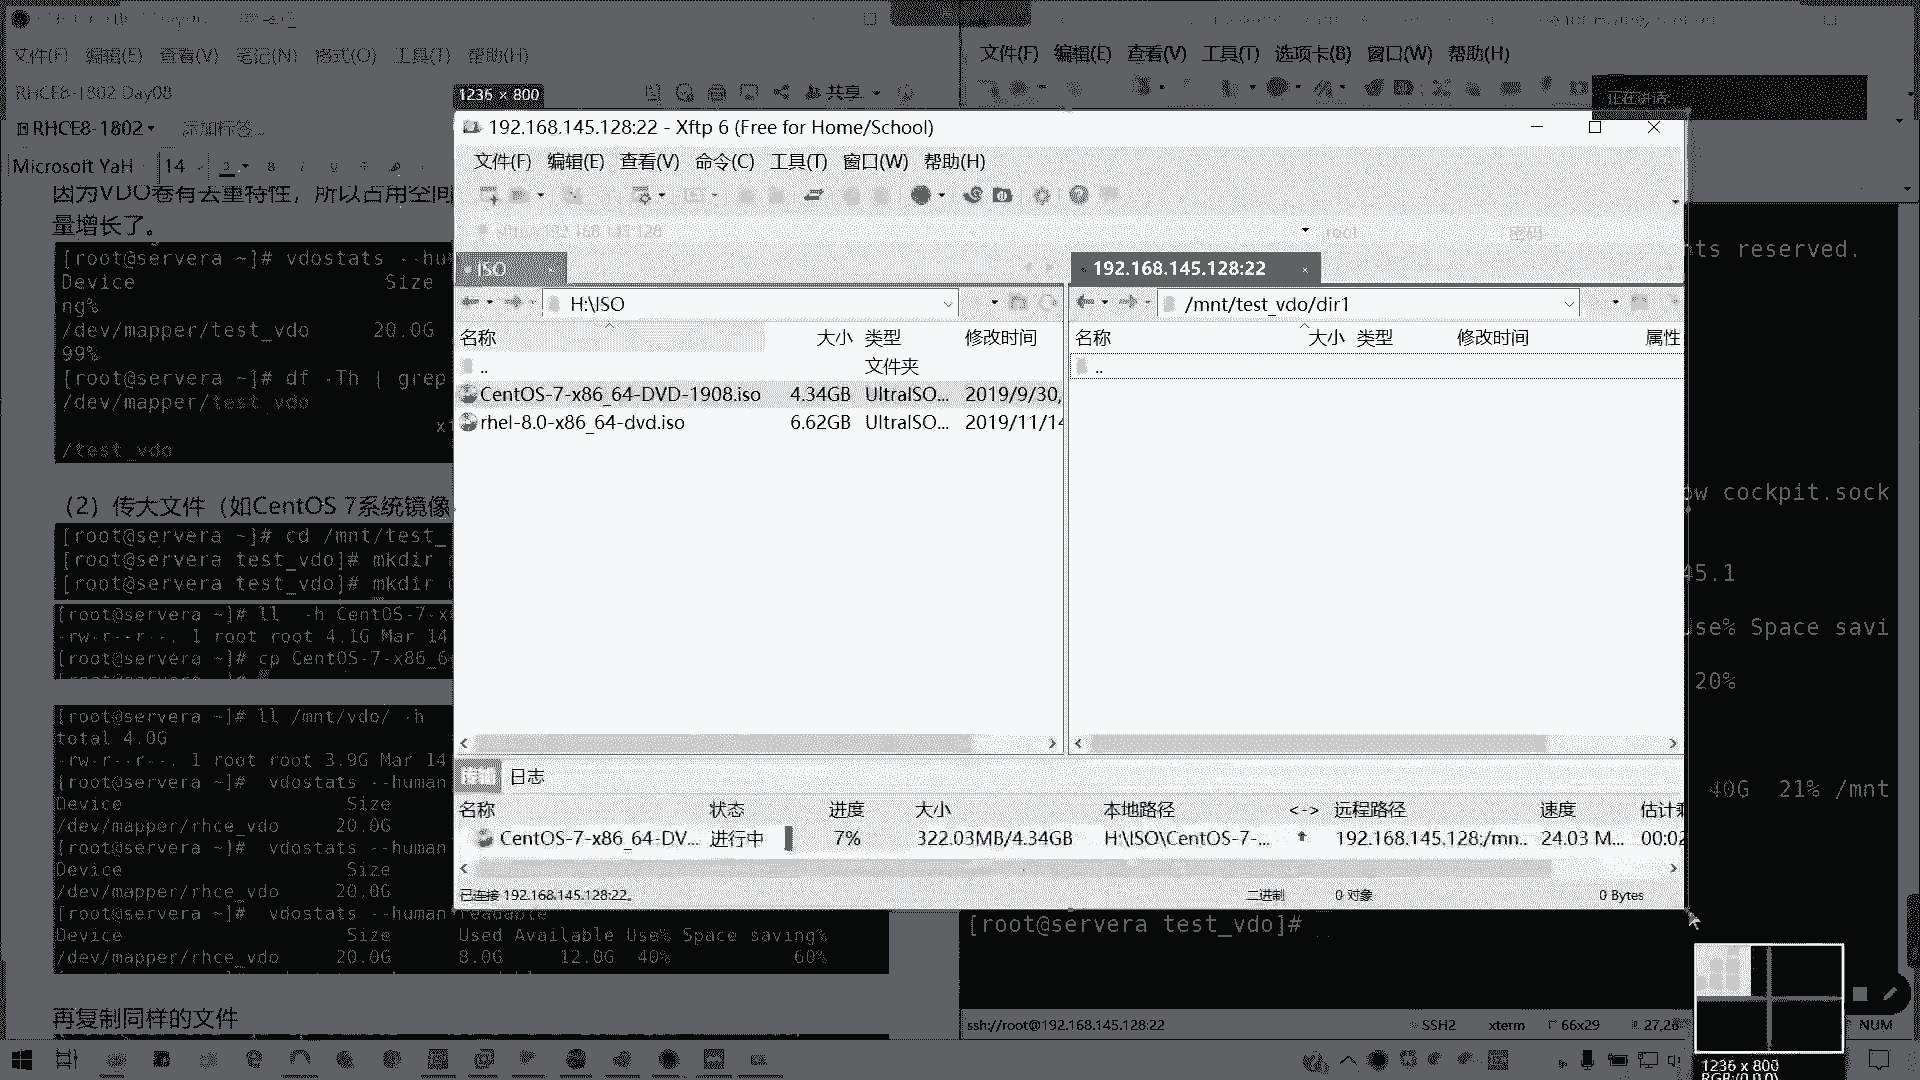 文件(F) 编辑(E) 查看(V) 笔记(N) 格式(O) 工具(T) 帮助(H)
RHCE8-1802 Day08
RHCE8-1802
添加标签...
共享
Microsoft YaH
14
因为VDO卷有去重特性，所以占用空间
量增长了。
[root@servera ~]# vdostats --hu
Device Size
ng%
/dev/mapper/test_vdo 20.0G
99%
[root@servera ~]# df -Th | grep
/dev/mapper/test_vdo
/test_vdo
（2）传大文件（如CentOS 7系统镜像
[root@servera ~]# cd /mnt/test_
[root@servera test_vdo]# mkdir
[root@servera test_vdo]# mkdir
[root@servera ~]# ll -h CentOS-7-x
-rw-r--r--. 1 root root 4.1G Mar 14
[root@servera ~]# cp CentOS-7-x86_6
[root@servera ~]# ll /mnt/vdo/ -h
total 4.0G
-rw-r--r--. 1 root root 3.9G Mar 14
[root@servera ~]# vdostats --human
Device Size
/dev/mapper/rhce_vdo 20.0G
[root@servera ~]# vdostats --human
Device Size
/dev/mapper/rhce_vdo 20.0G
[root@servera ~]# vdostats --human-readable
Device Size Used Available Use% Space saving%
/dev/mapper/rhce_vdo 20.0G 8.0G 12.0G 40% 60%
再复制同样的文件
1236 × 800
192.168.145.128:22 - Xftp 6 (Free for Home/School)
文件(F) 编辑(E) 查看(V) 命令(C) 工具(T) 窗口(W) 帮助(H)
sftp://192.168.145.128
root
密码
ISO
192.168.145.128:22
H:\ISO
/mnt/test_vdo/dir1
名称 大小 类型 修改时间
.. 文件夹
CentOS-7-x86_64-DVD-1908.iso 4.34GB UltraISO... 2019/9/30,
rhel-8.0-x86_64-dvd.iso 6.62GB UltraISO... 2019/11/14
名称 大小 类型 修改时间 属性
..
传输 日志
名称 状态 进度 大小 本地路径 <-> 远程路径 速度
CentOS-7-x86_64-DV... 进行中 7% 322.03MB/4.34GB H:\ISO\CentOS-7-... 192.168.145.128:/mn.. 24.03 M... 00:02
已连接 192.168.145.128:22。
二进制
0 对象
0 Bytes
文件(F) 编辑(E) 查看(V) 工具(T) 选项卡(B) 窗口(W) 帮助(H)
正在讲话:
ts reserved.
ow cockpit.sock
45.1
Use% Space savi
20%
40G 21% /mnt
[root@servera test_vdo]#
ssh://root@192.168.145.128:22
SSH2
xterm
66x29
27,26
NUM
1236 x 800